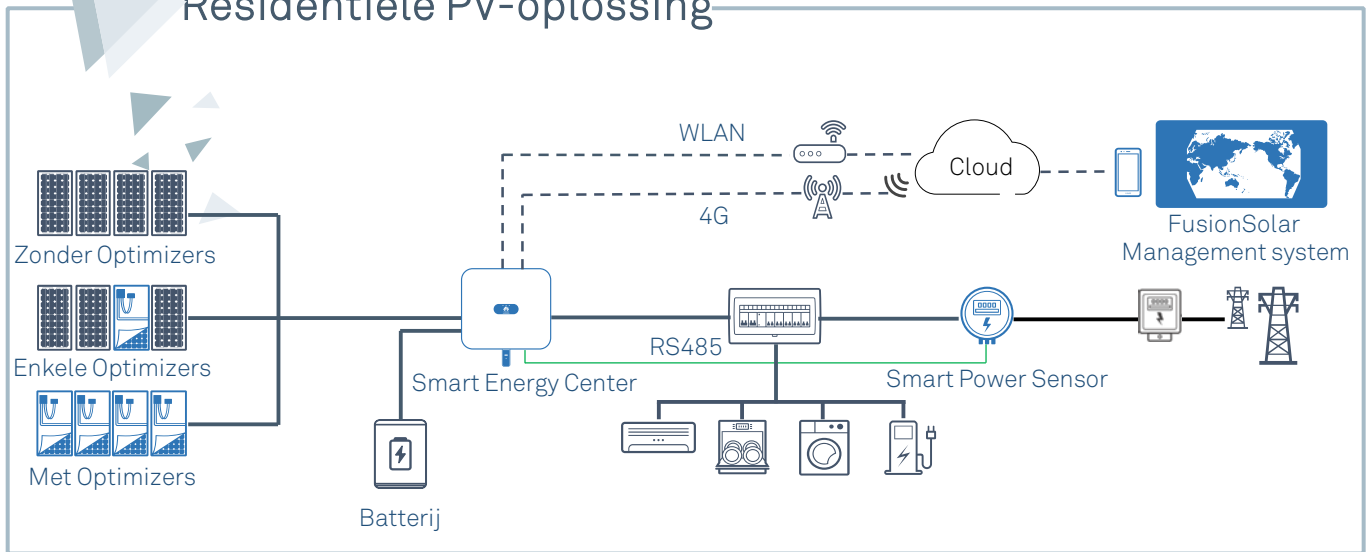 Residentiële PV-oplossing
WLAN
Cloud
4G
FusionSolar
Management system
Zonder Optimizers
RS485
Enkele Optimizers
Smart Energy Center
Smart Power Sensor
Met Optimizers
Batterij